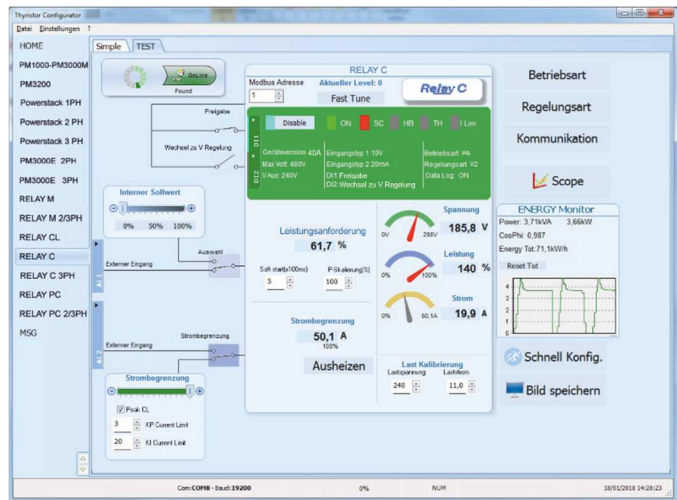 Thyristor Configurator
Datei Einstellungen ?
HOME
PM1000-PM3000M
PM3200
Powerstack 1PH
Powerstack 2 PH
Powerstack 3 PH
PM3000E 2PH
PM3000E 3PH
RELAY M
RELAY M 2/3PH
RELAY CL
RELAY C
RELAY C 3PH
RELAY PC
RELAY PC 2/3PH
MSG
Simple TEST
OnLine
Found
Freigabe
Wechsel zu V Regelung
Interner Sollwert
0% 50% 100%
Auswahl
AI 1
Externer Eingang
AI 2
Externer Eingang
Strombegrenzung
Strombegrenzung
Peak CL
3 KP Current Limit
20 KI Current Limit
RELAY C
Modbus Adresse Aktueller Level: 0
1 Fast Tune
Relay C
DI1
Disable ON SC HB TH I Lim
DI2
Geräteversion 40A Eingangstyp 1 10V Betriebsart PA
Max Volt: 480V Eingangstyp 2 20mA Regelungsart V2
V Aux: 240V DI1 Freigabe Data Log: ON
DI2 Wechsel zu V Regelung
Leistungsanforderung
61,7 %
Soft start(x100ms) P-Skalierung(%)
5 100
Strombegrenzung
50,1 A
100%
Ausheizen
Spannung
185,8 V
0V 288V
Leistung
140 %
0% 100%
Strom
19,9 A
0% 50,1A
Last Kalibrierung
Lastspannung Laststrom
240 11,0
Betriebsart
Regelungsart
Kommunikation
Scope
ENERGY Monitor
Power: 3,71kVA 3,66kW
CosPhi: 0,987
Energy Tot:71,1kW/h
Reset Tot
4
3
2
1
0
Schnell Konfig.
Bild speichern
Com:COM8 - Baud:19200 0% NUM 18/01/2018 14:28:23